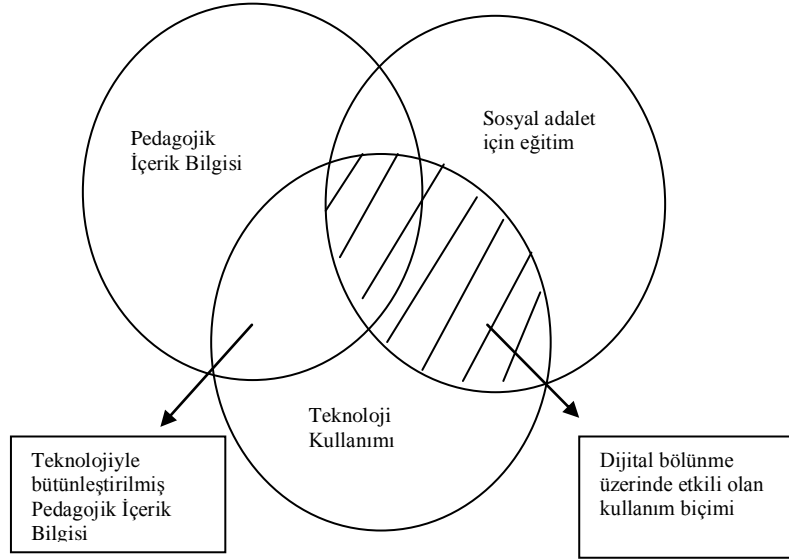 Pedagojik
İçerik Bilgisi
Sosyal adalet
için eğitim
Teknoloji
Kullanımı
Teknolojiyle
bütünleştirilmiş
Pedagojik İçerik
Bilgisi
Dijital bölünme
üzerinde etkili olan
kullanım biçimi